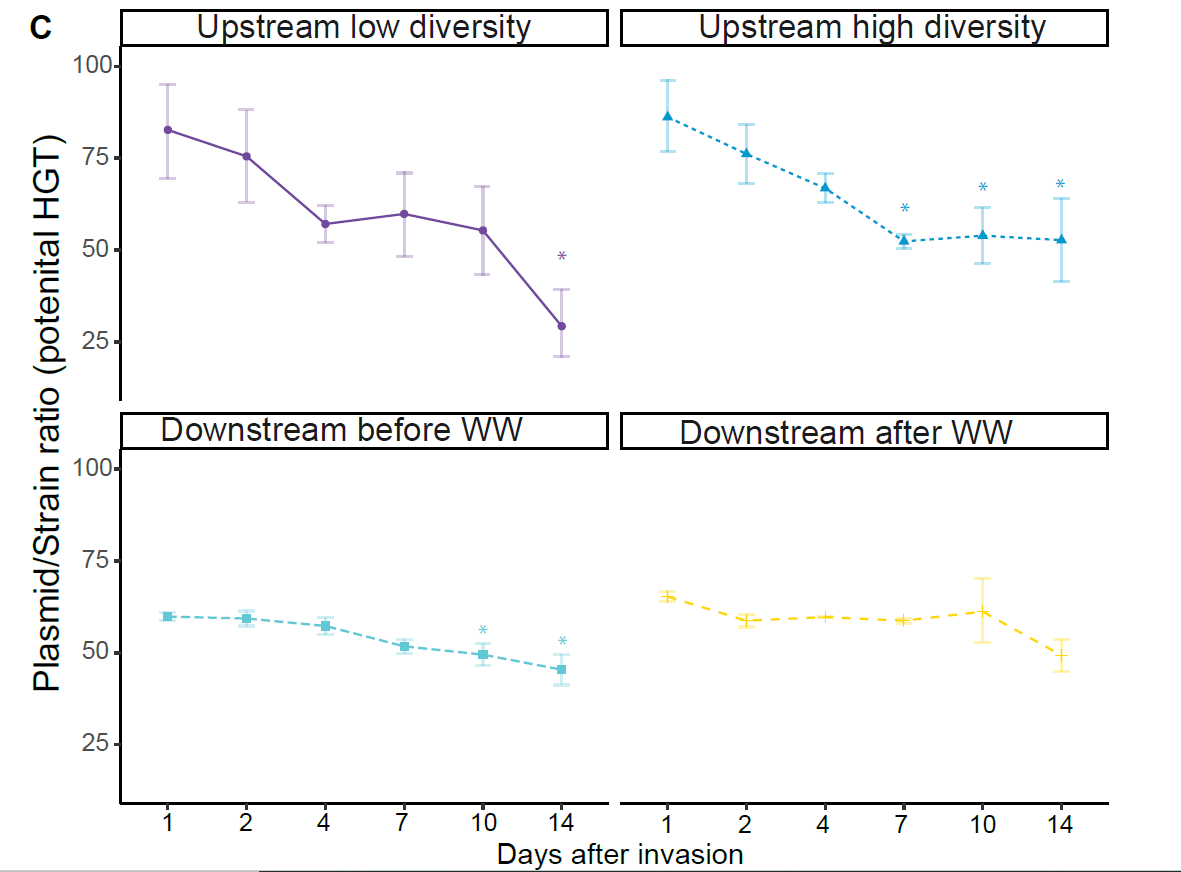 C
Upstream low diversity
Upstream high diversity
Plasmid/Strain ratio (potenital HGT)
100
75
50
25
*
* * *
Downstream before WW
Downstream after WW
100
75
50
25
* *
1 2 4 7 10 14
1 2 4 7 10 14
Days after invasion